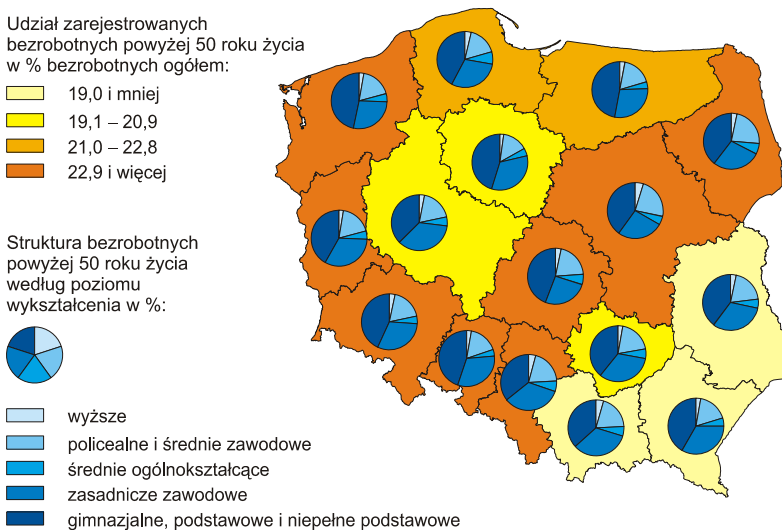 Udział zarejestrowanych
bezrobotnych powyżej 50 roku życia
w % bezrobotnych ogółem:
19,0 i mniej
19,1 – 20,9
21,0 – 22,8
22,9 i więcej
Struktura bezrobotnych
powyżej 50 roku życia
według poziomu
wykształcenia w %:
wyższe
policealne i średnie zawodowe
średnie ogólnokształcące
zasadnicze zawodowe
gimnazjalne, podstawowe i niepełne podstawowe